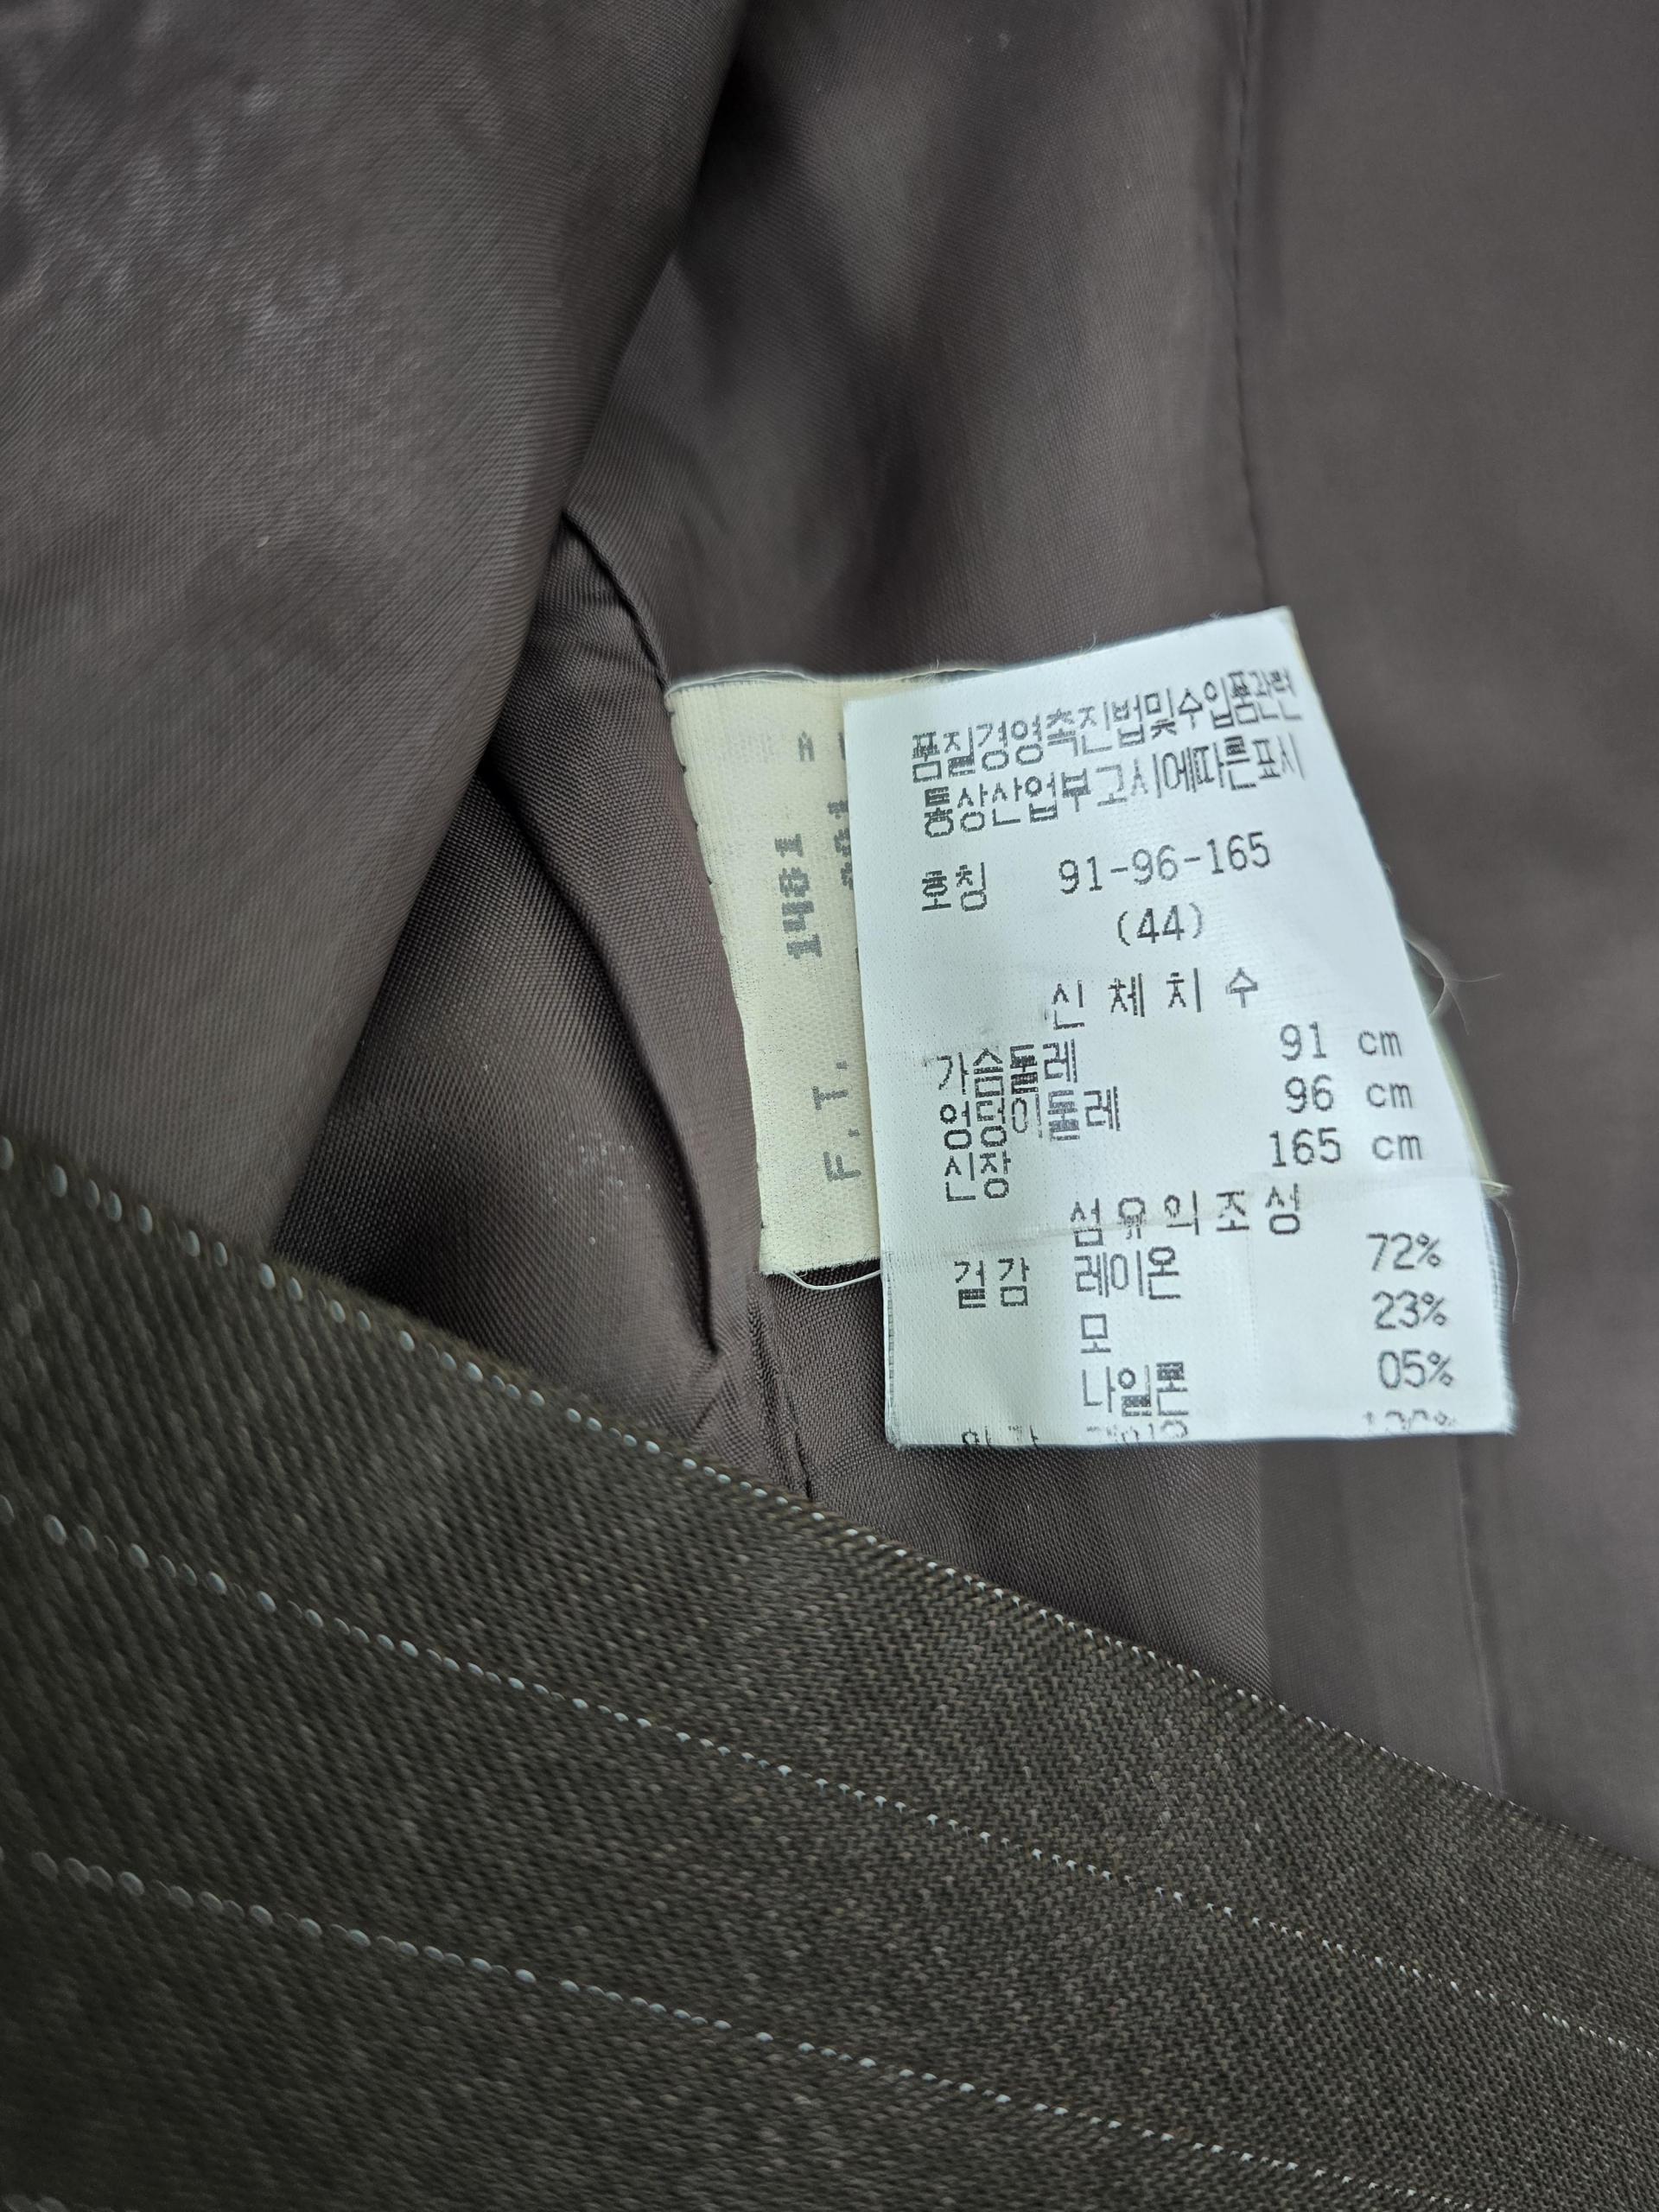 품질경영촉진법및수입품관련
통상산업부고시에따른표시
호칭 91-96-165
(44)
신체치수
가슴둘레 91 cm
엉덩이둘레 96 cm
신장 165 cm
섬유의조성
겉감 레이온 72%
모 23%
나일론 05%
F.T.